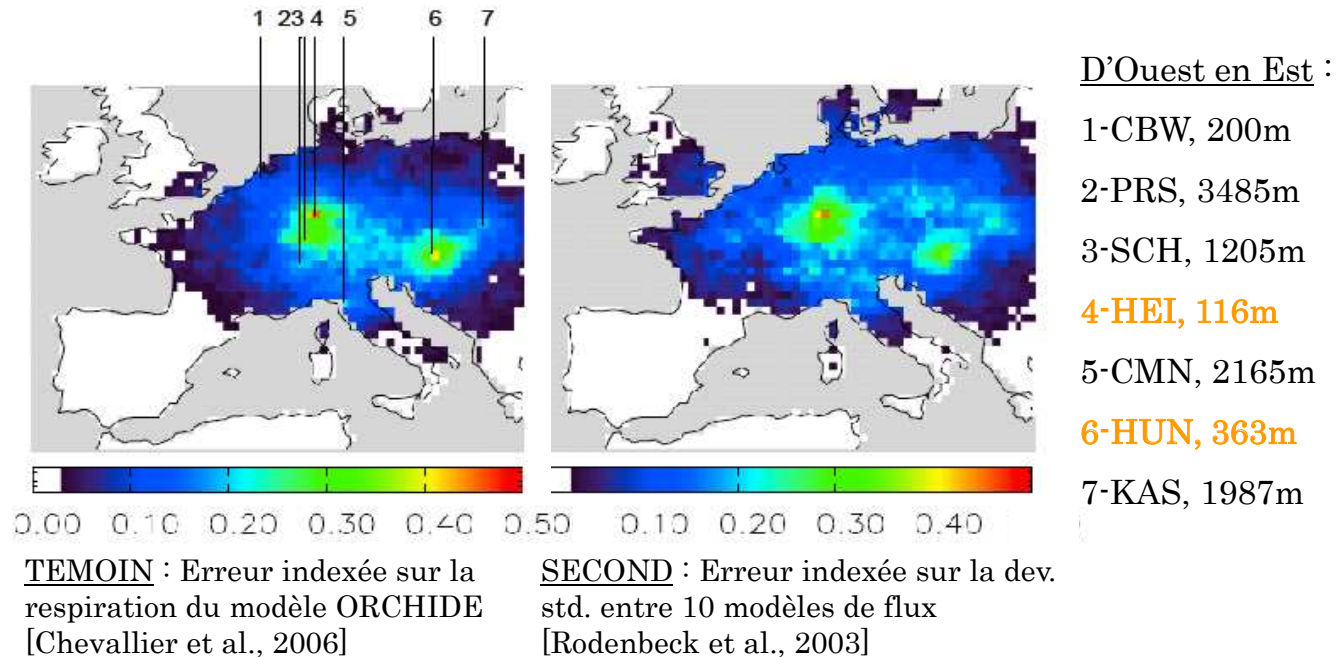 1 2 3 4 5 6 7
D'Ouest en Est :
1-CBW, 200m
2-PRS, 3485m
3-SCH, 1205m
4-HEI, 116m
5-CMN, 2165m
6-HUN, 363m
7-KAS, 1987m
0.00 0.10 0.20 0.30 0.40 0.50 0.10 0.20 0.30 0.40
TEMOIN : Erreur indexée sur la
respiration du modèle ORCHIDE
[Chevallier et al., 2006]
SECOND : Erreur indexée sur la dev.
std. entre 10 modèles de flux
[Rodenbeck et al., 2003]